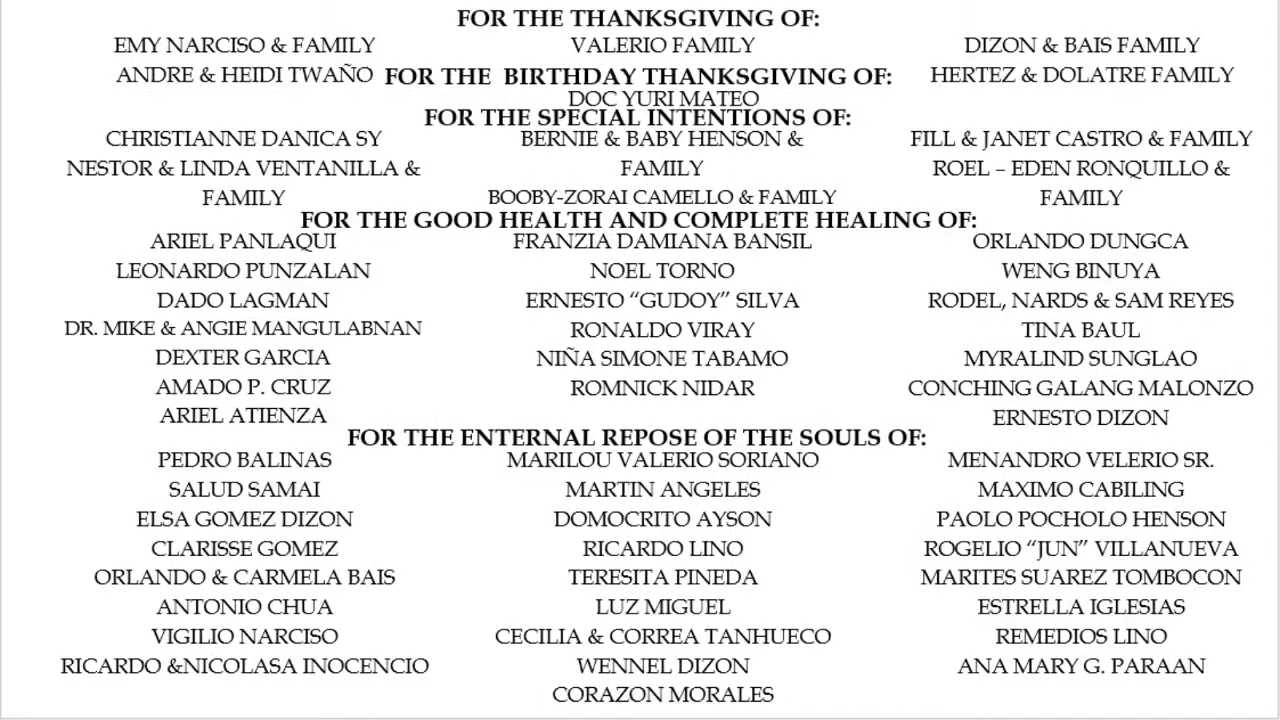 FOR THE THANKSGIVING OF:
EMY NARCISO & FAMILY VALERIO FAMILY DIZON & BAIS FAMILY
ANDRE & HEIDI TWAÑO FOR THE BIRTHDAY THANKSGIVING OF: HERTEZ & DOLATRE FAMILY
DOC YURI MATEO
FOR THE SPECIAL INTENTIONS OF:
CHRISTIANNE DANICA SY BERNIE & BABY HENSON & FILL & JANET CASTRO & FAMILY
NESTOR & LINDA VENTANILLA & FAMILY ROEL – EDEN RONQUILLO &
FAMILY BOOBY-ZORAI CAMELLO & FAMILY FAMILY
FOR THE GOOD HEALTH AND COMPLETE HEALING OF:
ARIEL PANLAQUI FRANZIA DAMIANA BANSIL ORLANDO DUNGCA
LEONARDO PUNZALAN NOEL TORNO WENG BINUYA
DADO LAGMAN ERNESTO “GUDOY” SILVA RODEL, NARDS & SAM REYES
DR. MIKE & ANGIE MANGULABNAN RONALDO VIRAY TINA BAUL
DEXTER GARCIA NIÑA SIMONE TABAMO MYRALIND SUNGLAO
AMADO P. CRUZ ROMNICK NIDAR CONCHING GALANG MALONZO
ARIEL ATIENZA ERNESTO DIZON
FOR THE ENTERNAL REPOSE OF THE SOULS OF:
PEDRO BALINAS MARILOU VALERIO SORIANO MENANDRO VELERIO SR.
SALUD SAMAI MARTIN ANGELES MAXIMO CABILING
ELSA GOMEZ DIZON DOMOCRITO AYSON PAOLO POCHOLO HENSON
CLARISSE GOMEZ RICARDO LINO ROGELIO “JUN” VILLANUEVA
ORLANDO & CARMELA BAIS TERESITA PINEDA MARITES SUAREZ TOMBOCON
ANTONIO CHUA LUZ MIGUEL ESTRELLA IGLESIAS
VIGILIO NARCISO CECILIA & CORREA TANHUECO REMEDIOS LINO
RICARDO &NICOLASA INOCENCIO WENNEL DIZON ANA MARY G. PARAAN
CORAZON MORALES